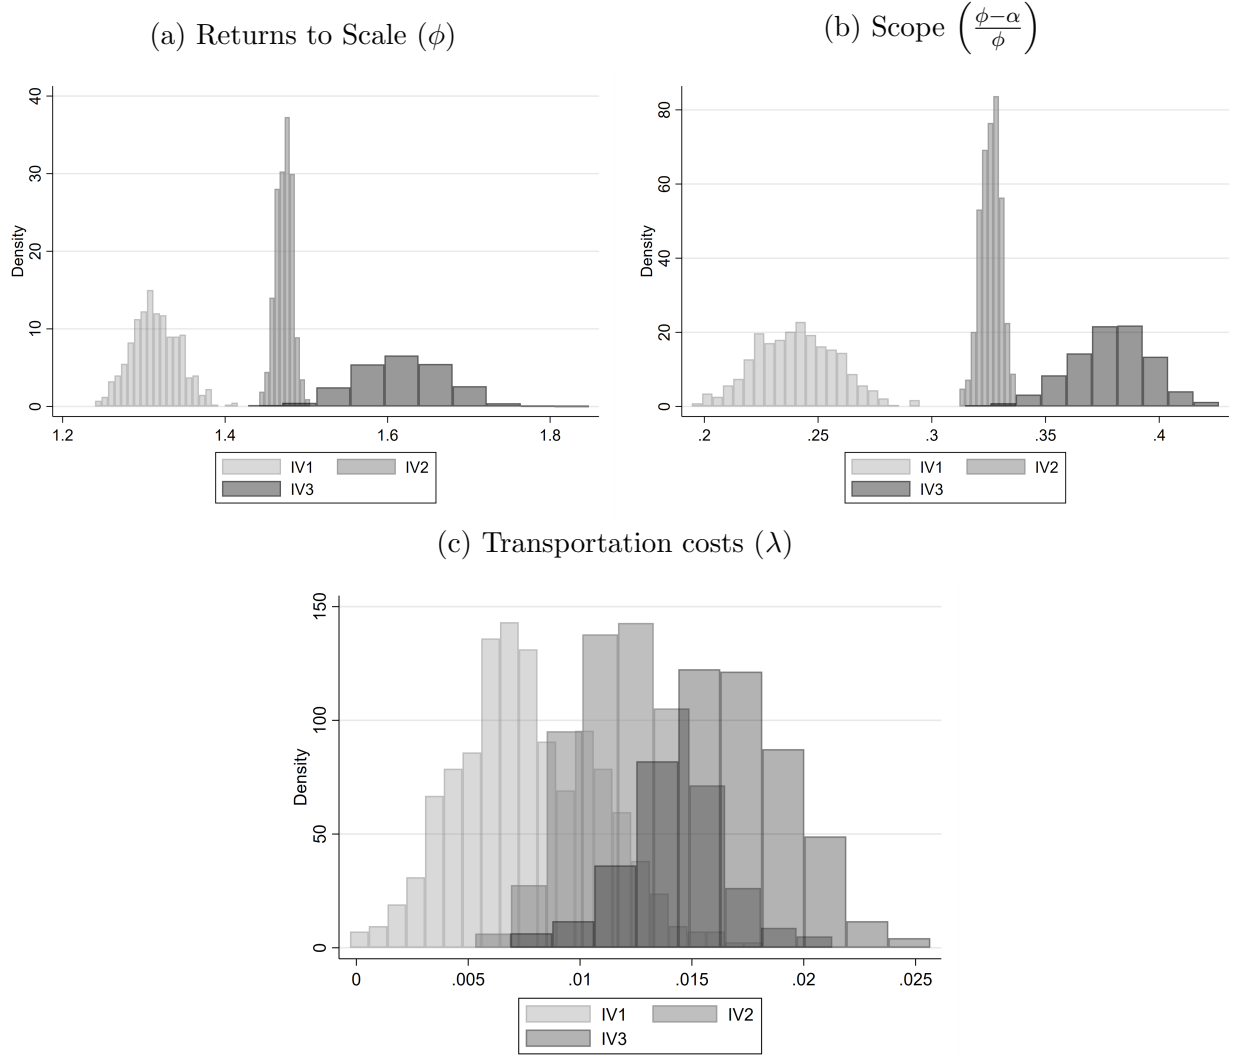 (a) Returns to Scale (ϕ)
40
30
20
10
0
Density
1.2 1.4 1.6 1.8
IV1 IV2
IV3
(b) Scope (ϕ−α/ϕ)
80
60
40
20
0
Density
.2 .25 .3 .35 .4
IV1 IV2
IV3
(c) Transportation costs (λ)
150
100
50
0
Density
0 .005 .01 .015 .02 .025
IV1 IV2
IV3